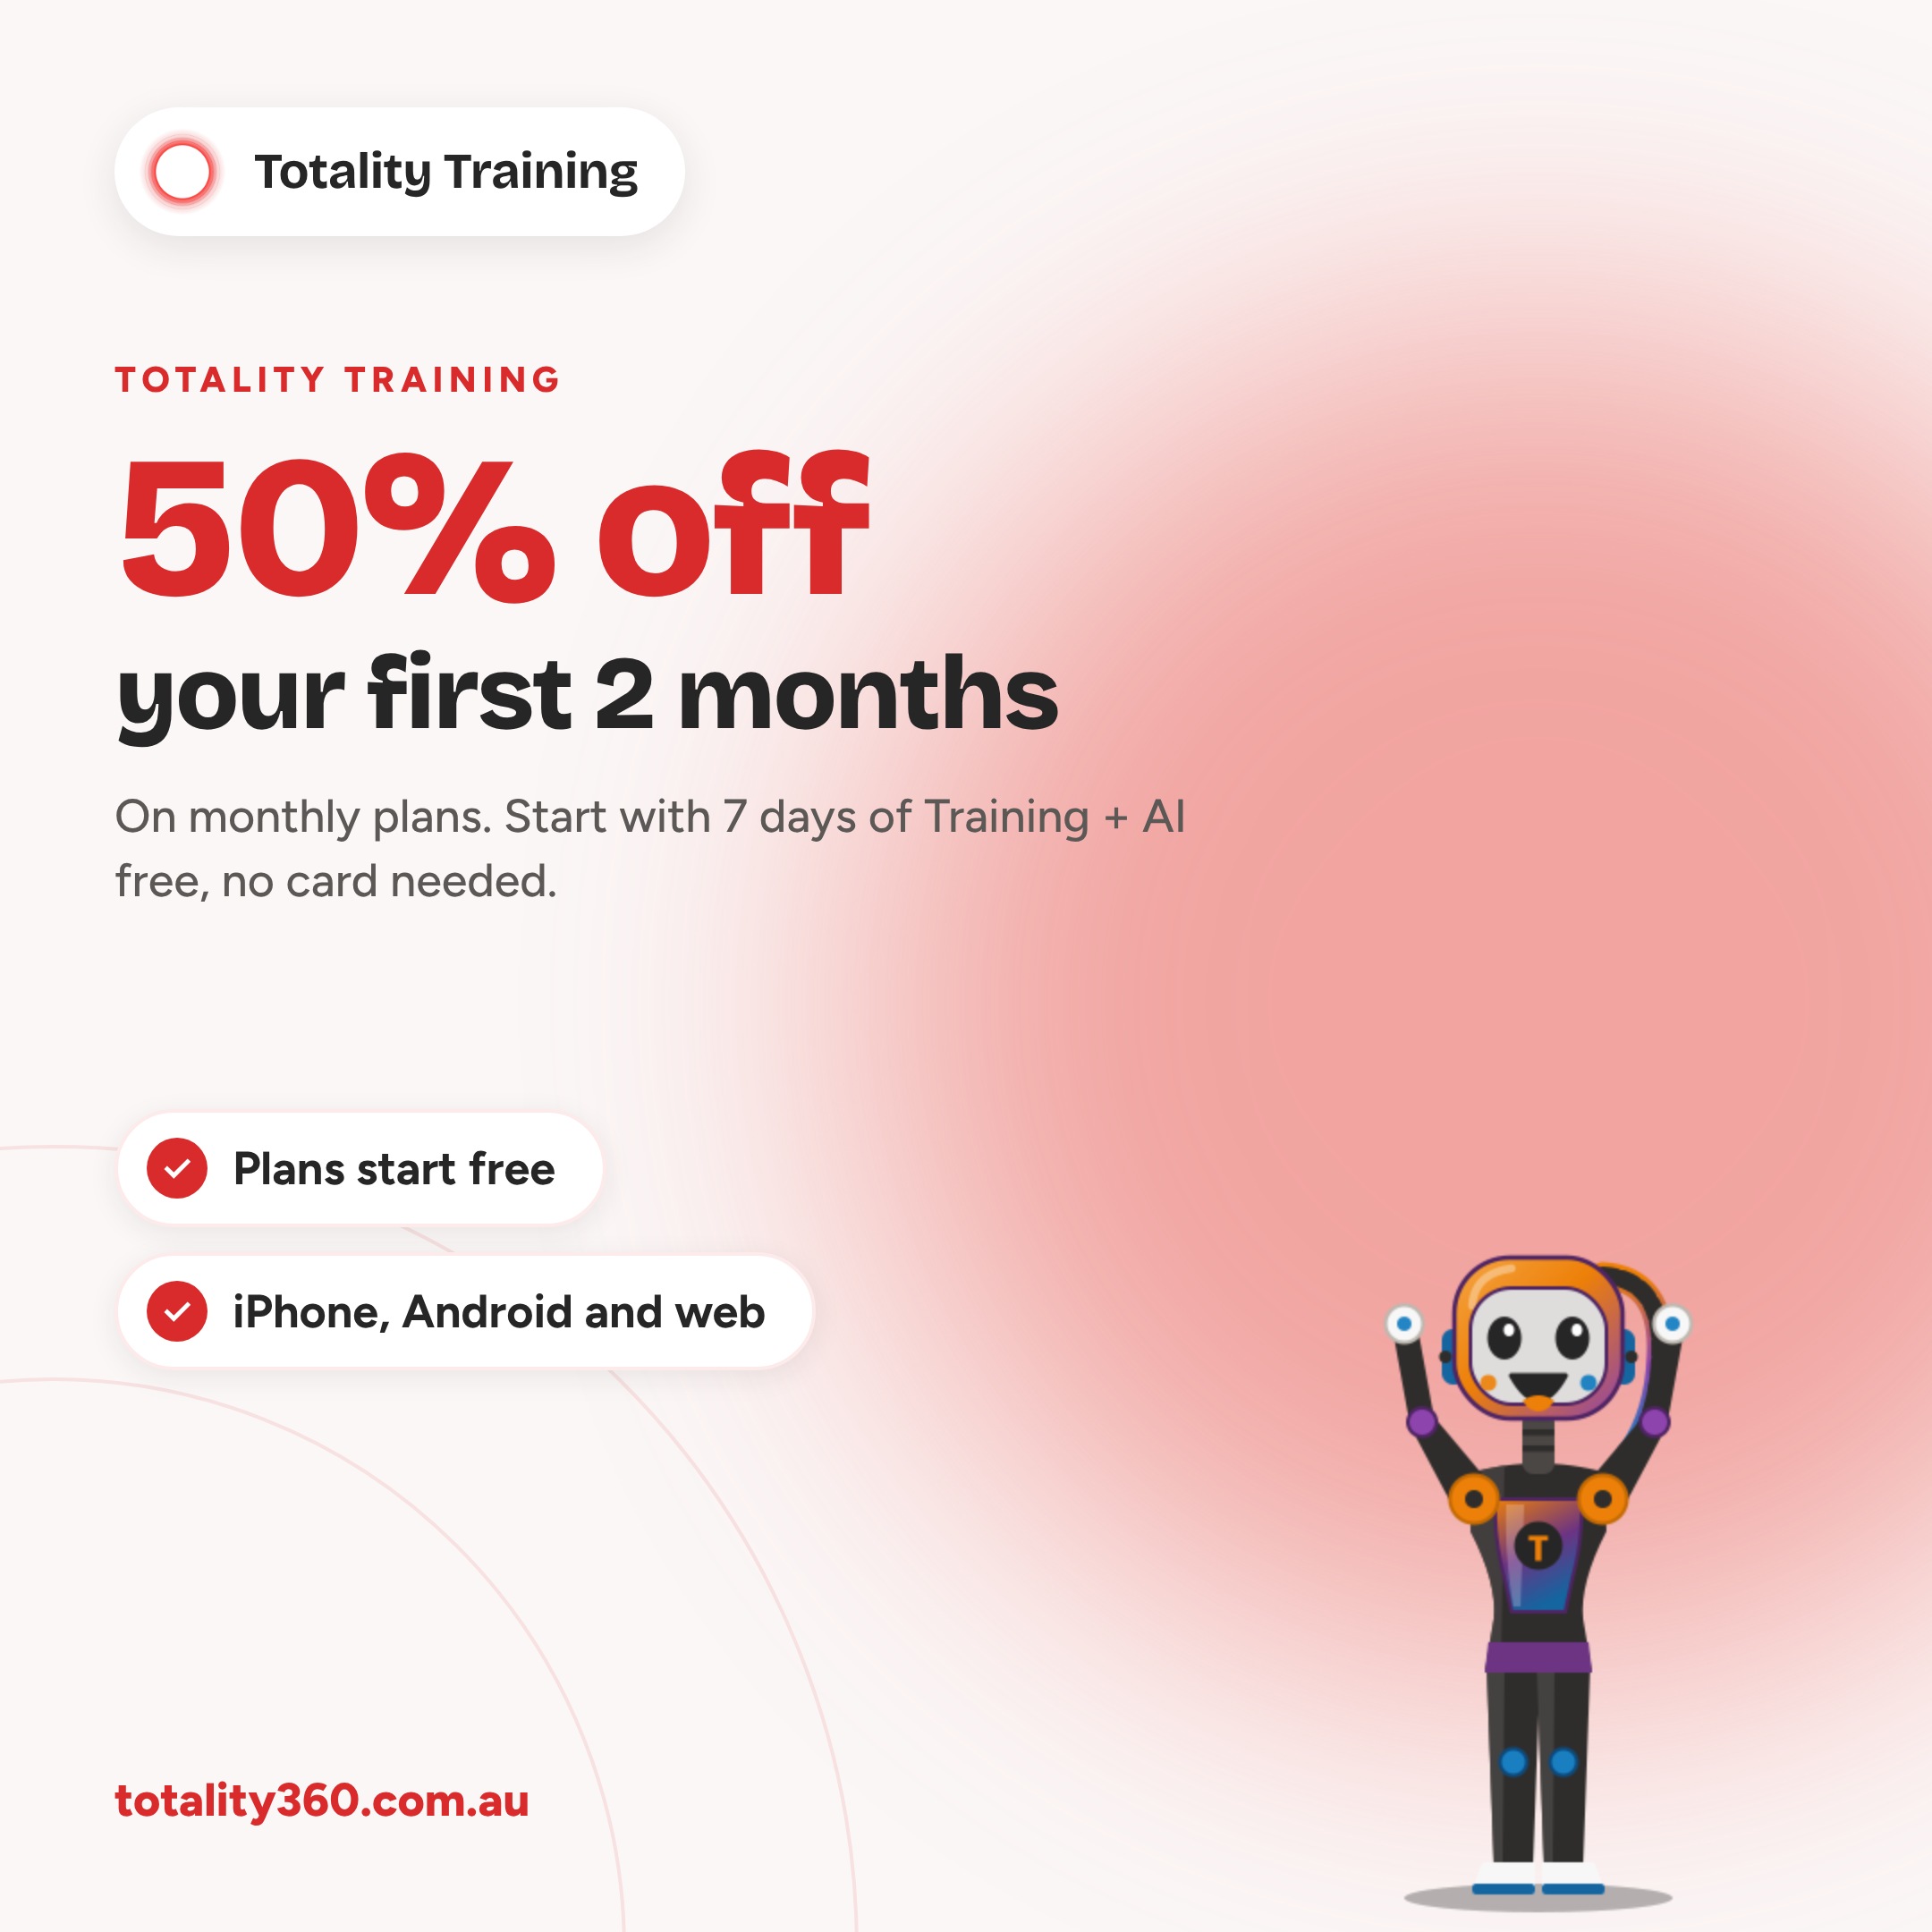 Totality Training
TOTALITY TRAINING
50% off
your first 2 months
On monthly plans. Start with 7 days of Training + AI
free, no card needed.
Plans start free
iPhone, Android and web
T
totality360.com.au